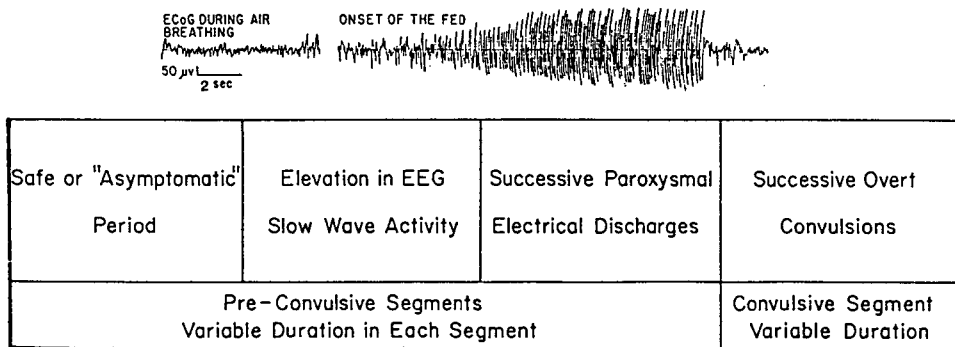 ECoG DURING AIR
BREATHING
ONSET OF THE FED
50 μvt
2 sec
Safe or "Asymptomatic"
Period
Elevation in EEG
Slow Wave Activity
Successive Paroxysmal
Electrical Discharges
Successive Overt
Convulsions
Pre-Convulsive Segments
Variable Duration in Each Segment
Convulsive Segment
Variable Duration